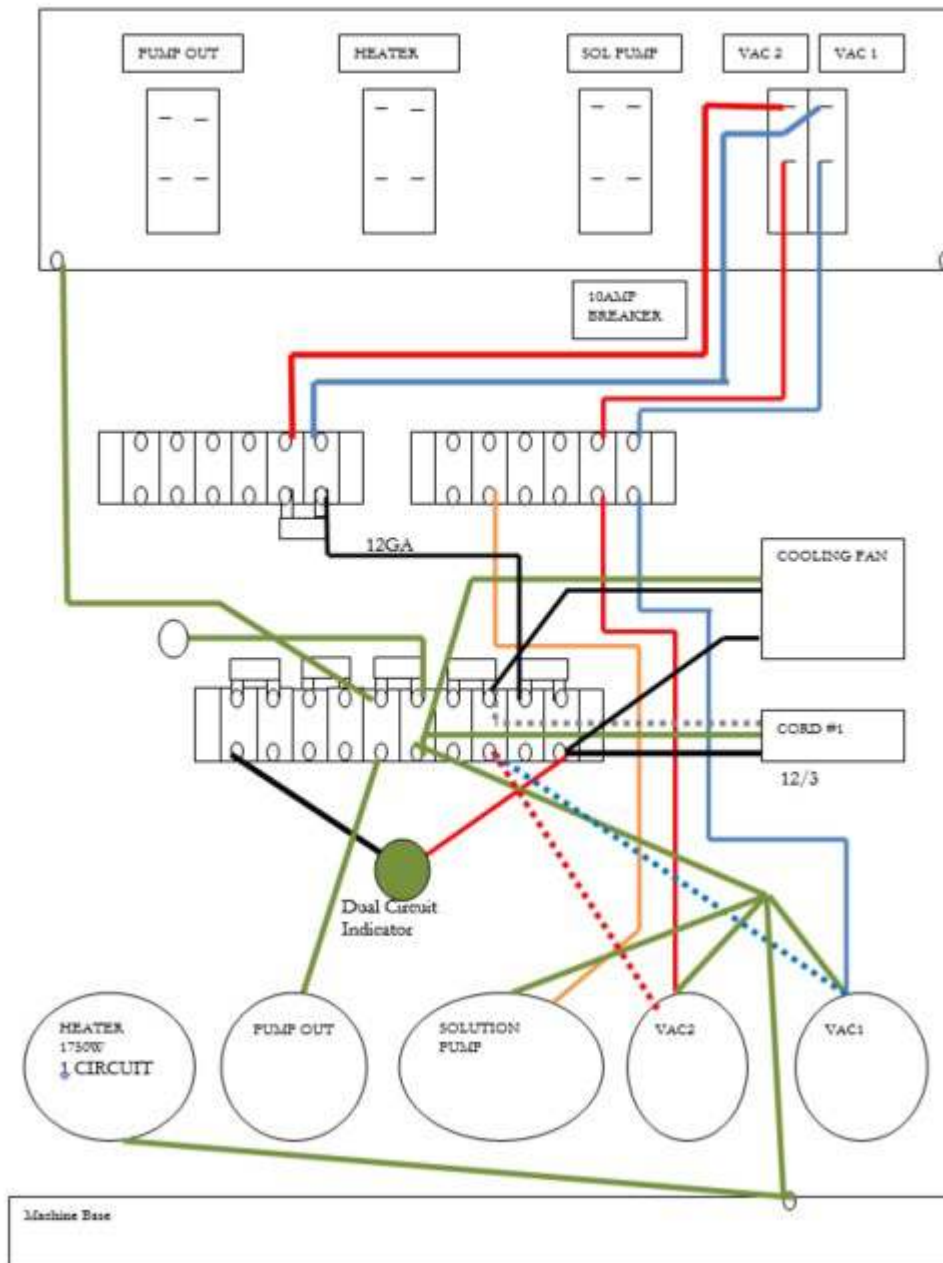 PUMP OUT
HEATER
SOL PUMP
VAC 2
VAC 1
10AMP
BREAKER
12GA
COOLING FAN
CORD #1
12/3
Dual Circuit
Indicator
HEATER
1750W
1 CIRCUIT
PUMP OUT
SOLUTION
PUMP
VAC2
VAC1
Machine Base